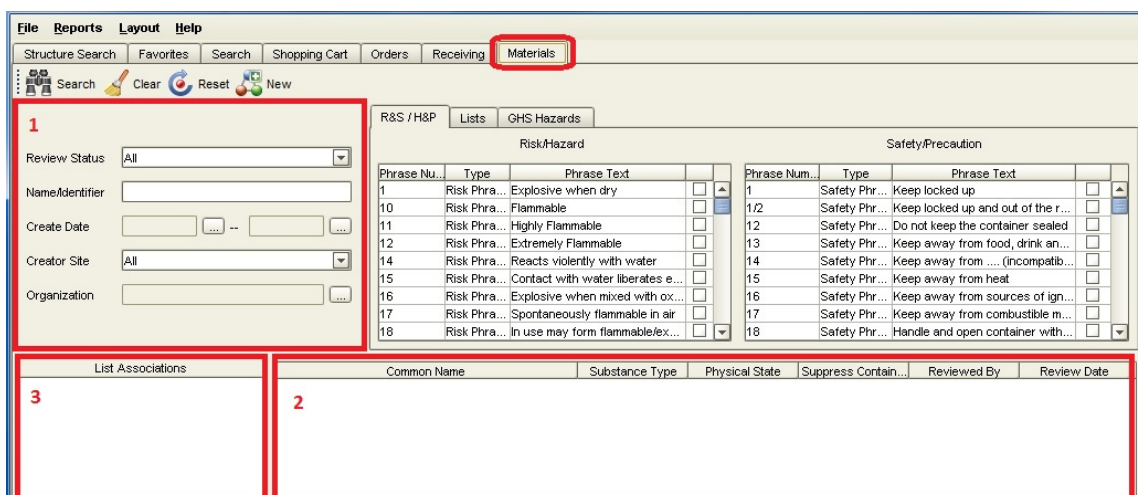 File Reports Layout Help
Structure Search Favorites Search Shopping Cart Orders Receiving Materials
Search Clear Reset New
1
Review Status All
Name/Identifier
Create Date ... -- ...
Creator Site All
Organization ...
R&S / H&P Lists GHS Hazards
Risk/Hazard Safety/Precaution
Phrase Nu... Type Phrase Text Phrase Num... Type Phrase Text
1 Risk Phra... Explosive when dry 1 Safety Phr... Keep locked up
10 Risk Phra... Flammable 1/2 Safety Phr... Keep locked up and out of the r...
11 Risk Phra... Highly Flammable 12 Safety Phr... Do not keep the container sealed
12 Risk Phra... Extremely Flammable 13 Safety Phr... Keep away from food, drink an...
14 Risk Phra... Reacts violently with water 14 Safety Phr... Keep away from .... (incompatib...
15 Risk Phra... Contact with water liberates e... 15 Safety Phr... Keep away from heat
16 Risk Phra... Explosive when mixed with ox... 16 Safety Phr... Keep away from sources of ign...
17 Risk Phra... Spontaneously flammable in air 17 Safety Phr... Keep away from combustible m...
18 Risk Phra... In use may form flammable/ex... 18 Safety Phr... Handle and open container with...
List Associations Common Name Substance Type Physical State Suppress Contain... Reviewed By Review Date
3 2